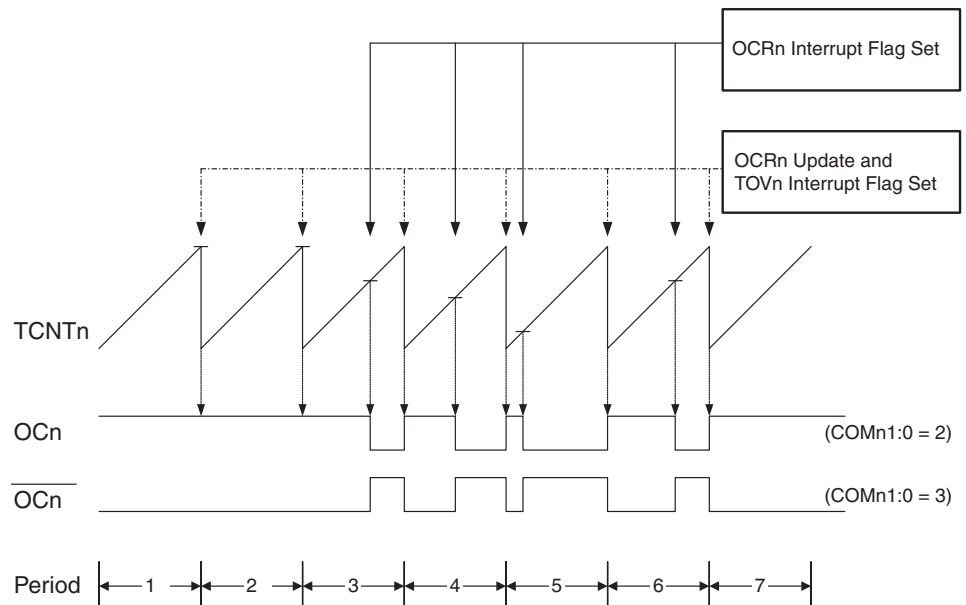 OCRn Interrupt Flag Set
OCRn Update and
TOVn Interrupt Flag Set
TCNTn
OCn
(COMn1:0 = 2)
OCn
(COMn1:0 = 3)
Period
1
2
3
4
5
6
7